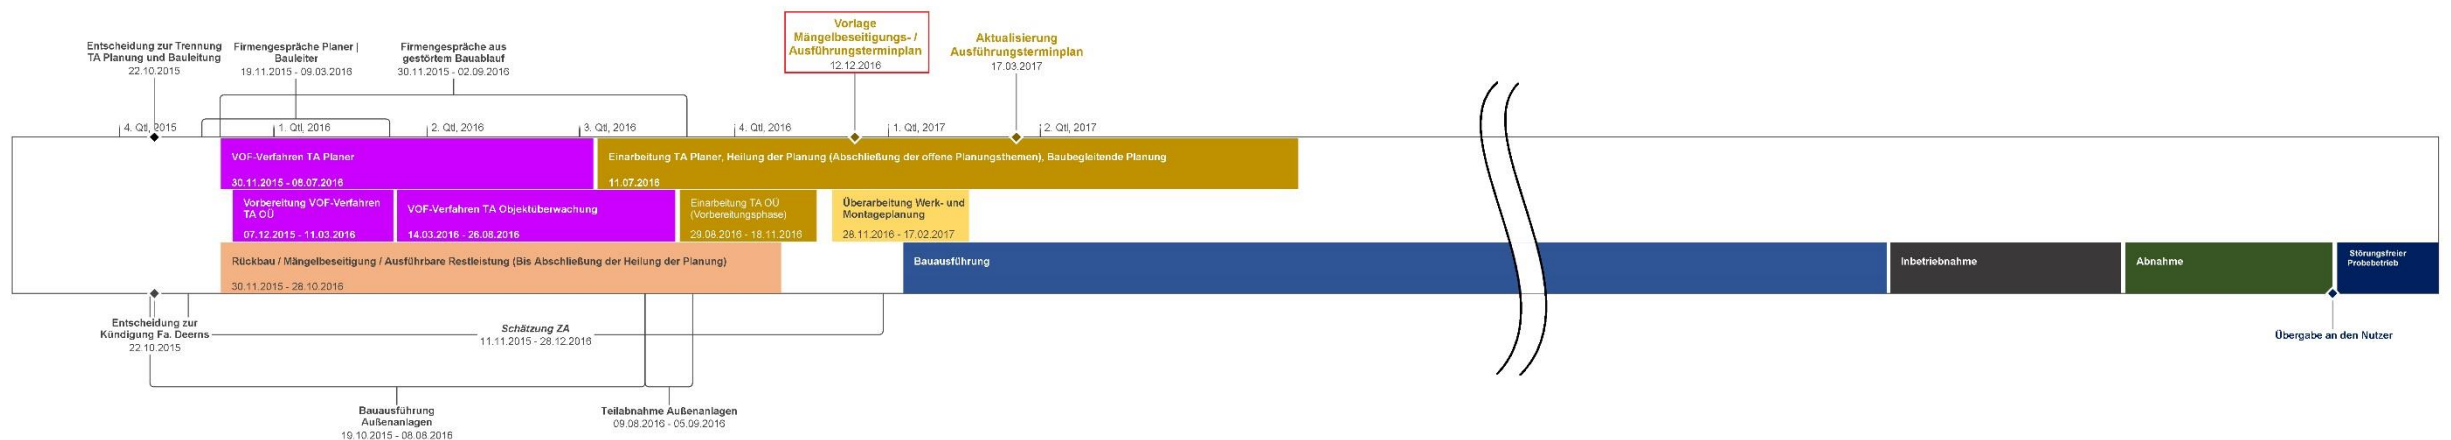 Entscheidung zur Trennung
TA Planung und Bauleitung
22.10.2015
Firmengespräche Planer |
Bauleiter
19.11.2015 - 09.03.2016
Firmengespräche aus
gestörtem Bauablauf
30.11.2015 - 02.09.2016
Vorlage
Mängelbeseitigungs- /
Ausführungsterminplan
12.12.2016
Aktualisierung
Ausführungsterminplan
17.03.2017
4. Qtl, 2015
1. Qtl, 2016
2. Qtl, 2016
3. Qtl, 2016
4. Qtl, 2016
1. Qtl, 2017
2. Qtl, 2017
VOF-Verfahren TA Planer
30.11.2015 - 08.07.2016
Einarbeitung TA Planer, Heilung der Planung (Abschließung der offene Planungsthemen), Baubegleitende Planung
11.07.2016
Vorbereitung VOF-Verfahren
TA OÜ
07.12.2015 - 11.03.2016
VOF-Verfahren TA Objektüberwachung
14.03.2016 - 26.08.2016
Einarbeitung TA OÜ
(Vorbereitungsphase)
29.08.2016 - 18.11.2016
Überarbeitung Werk- und
Montageplanung
28.11.2016 - 17.02.2017
Rückbau / Mängelbeseitigung / Ausführbare Restleistung (Bis Abschließung der Heilung der Planung)
30.11.2015 - 28.10.2016
Bauausführung
Inbetriebnahme
Abnahme
Störungsfreier
Probebetrieb
Entscheidung zur
Kündigung Fa. Deerns
22.10.2015
Schätzung ZA
11.11.2015 - 28.12.2016
Übergabe an den Nutzer
Bauausführung
Außenanlagen
19.10.2015 - 08.08.2016
Teilabnahme Außenanlagen
09.08.2016 - 05.09.2016